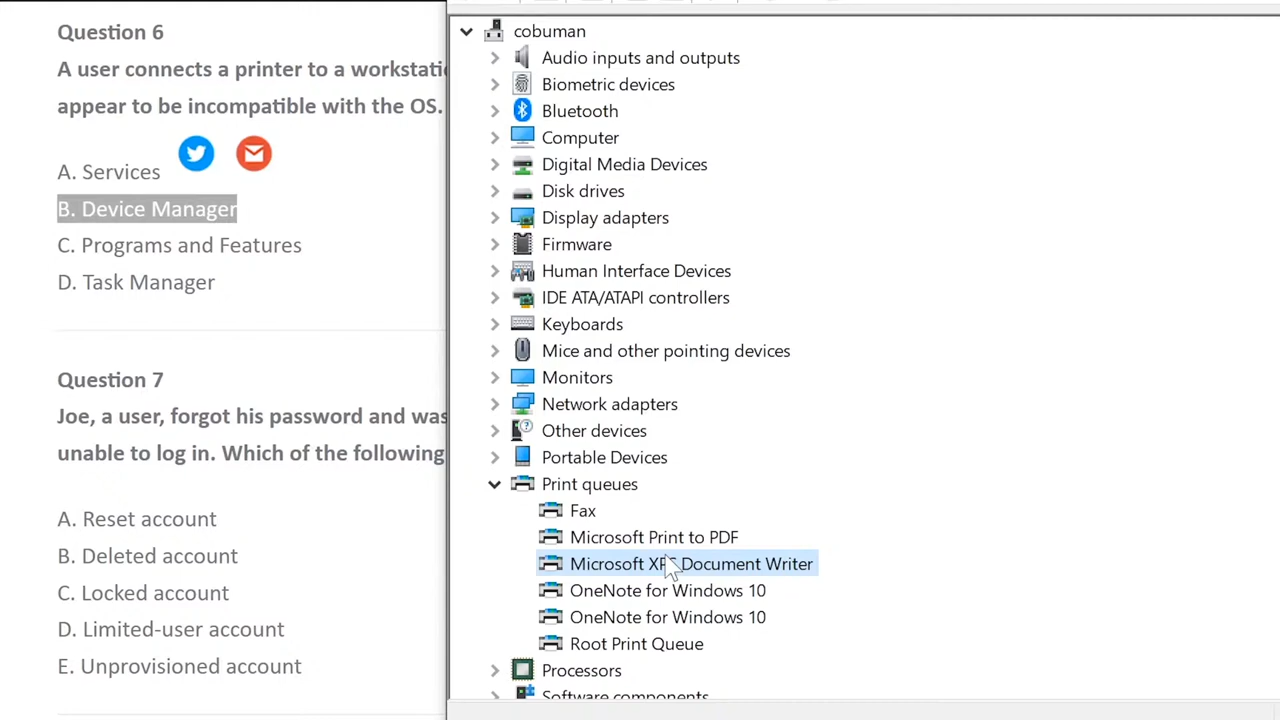 Question 6
A user connects a printer to a workstati
appear to be incompatible with the OS.
A. Services
B. Device Manager
C. Programs and Features
D. Task Manager
Question 7
Joe, a user, forgot his password and was
unable to log in. Which of the following
A. Reset account
B. Deleted account
C. Locked account
D. Limited-user account
E. Unprovisioned account
cobuman
Audio inputs and outputs
Biometric devices
Bluetooth
Computer
Digital Media Devices
Disk drives
Display adapters
Firmware
Human Interface Devices
IDE ATA/ATAPI controllers
Keyboards
Mice and other pointing devices
Monitors
Network adapters
Other devices
Portable Devices
Print queues
Fax
Microsoft Print to PDF
Microsoft XPS Document Writer
OneNote for Windows 10
OneNote for Windows 10
Root Print Queue
Processors
Software components